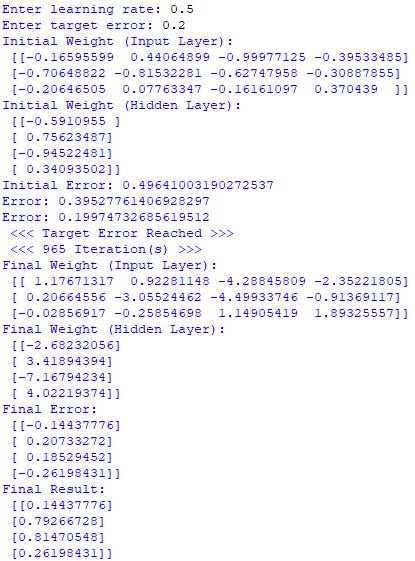 Enter learning rate: 0.5
Enter target error: 0.2
Initial Weight (Input Layer):
[[-0.16595599  0.44064899 -0.99977125 -0.39533485]
[-0.70648822 -0.81532281 -0.62747958 -0.30887855]
[-0.20646505  0.07763347 -0.16161097  0.370439  ]]
Initial Weight (Hidden Layer):
[[-0.5910955 ]
[ 0.75623487]
[-0.94522481]
[ 0.34093502]]
Initial Error: 0.49641003190272537
Error: 0.39527761406928297
Error: 0.19974732685619512
<<< Target Error Reached >>>
<<< 965 Iteration(s) >>>
Final Weight (Input Layer):
[[ 1.17671317  0.92281148 -4.28845809 -2.35221805]
[ 0.20664556 -3.05524462 -4.49933746 -0.91369117]
[-0.02856917 -0.25854698  1.14905419  1.89325557]]
Final Weight (Hidden Layer):
[[-2.68232056]
[ 3.41894394]
[-7.16794234]
[ 4.02219374]]
Final Error:
[[-0.14437776]
[ 0.20733272]
[ 0.18529452]
[-0.26198431]]
Final Result:
[[0.14437776]
[0.79266728]
[0.81470548]
[0.26198431]]